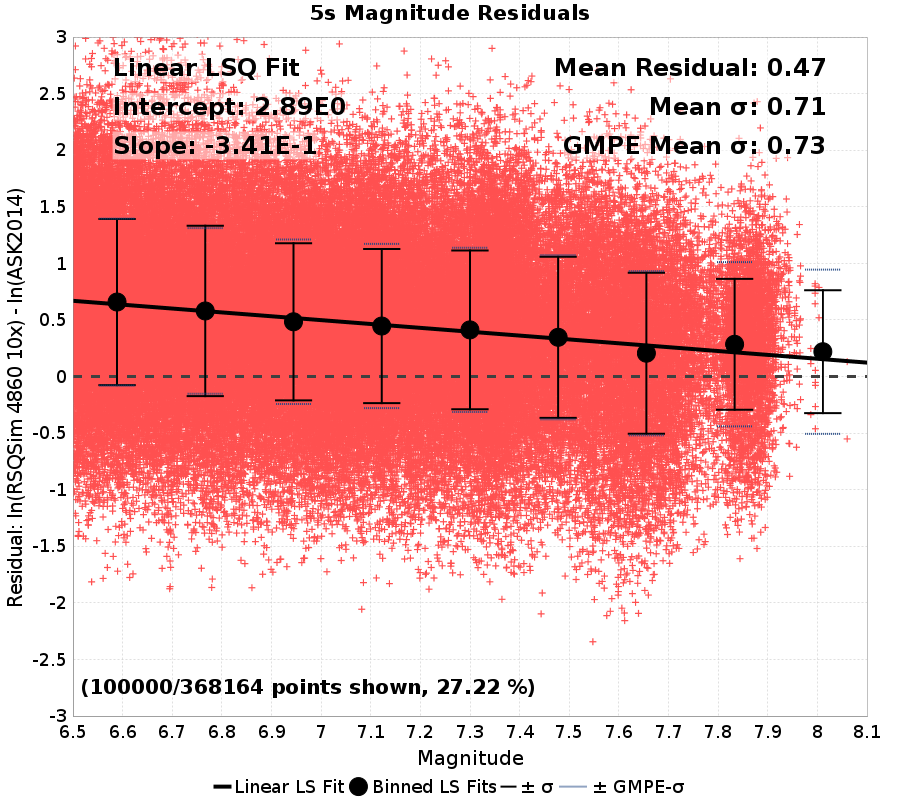 5s Magnitude Residuals
Linear LSQ Fit
Intercept: 2.89E0
Slope: -3.41E-1
Mean Residual: 0.47
Mean σ: 0.71
GMPE Mean σ: 0.73
Residual: ln(RSQSim 4860 10x) - ln(ASK2014)
3
2.5
2
1.5
1
0.5
0
-0.5
-1
-1.5
-2
-2.5
-3
(100000/368164 points shown, 27.22 %)
6.5 6.6 6.7 6.8 6.9 7 7.1 7.2 7.3 7.4 7.5 7.6 7.7 7.8 7.9 8 8.1
Magnitude
Linear LS Fit Binned LS Fits ± σ ± GMPE-σ